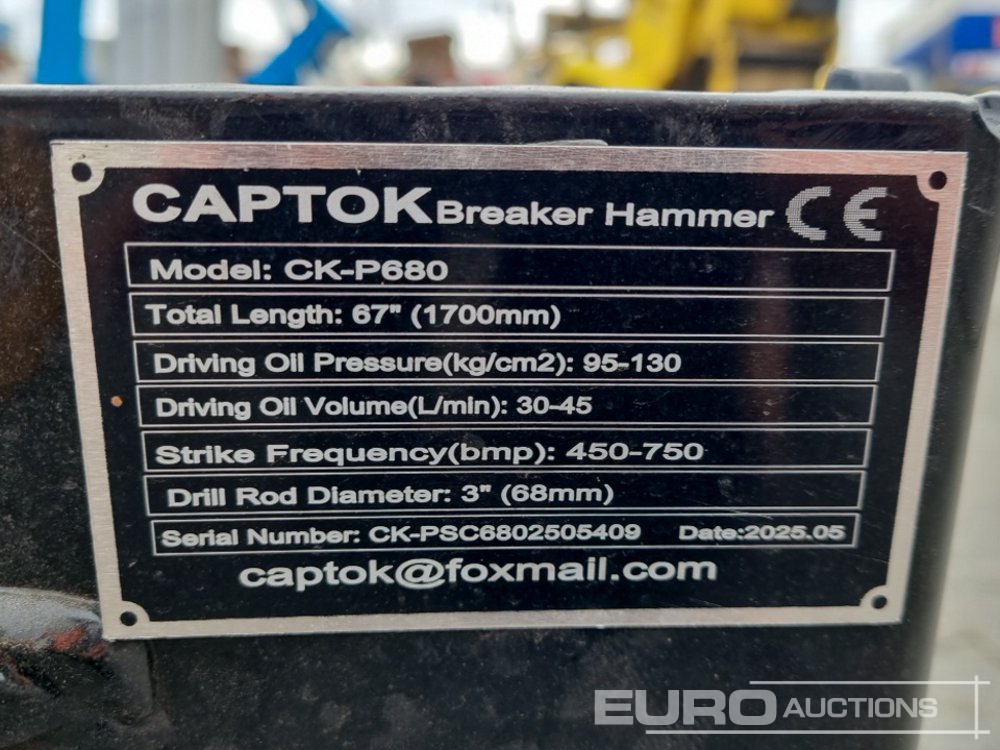 CAPTOK Breaker Hammer CE
Model: CK-P680
Total Length: 67" (1700mm)
Driving Oil Pressure(kg/cm2): 95-130
Driving Oil Volume(L/min): 30-45
Strike Frequency(bmp): 450-750
Drill Rod Diameter: 3" (68mm)
Serial Number: CK-PSC6802505409 Date:2025.05
captok@foxmail.com
EURO AUCTIONS